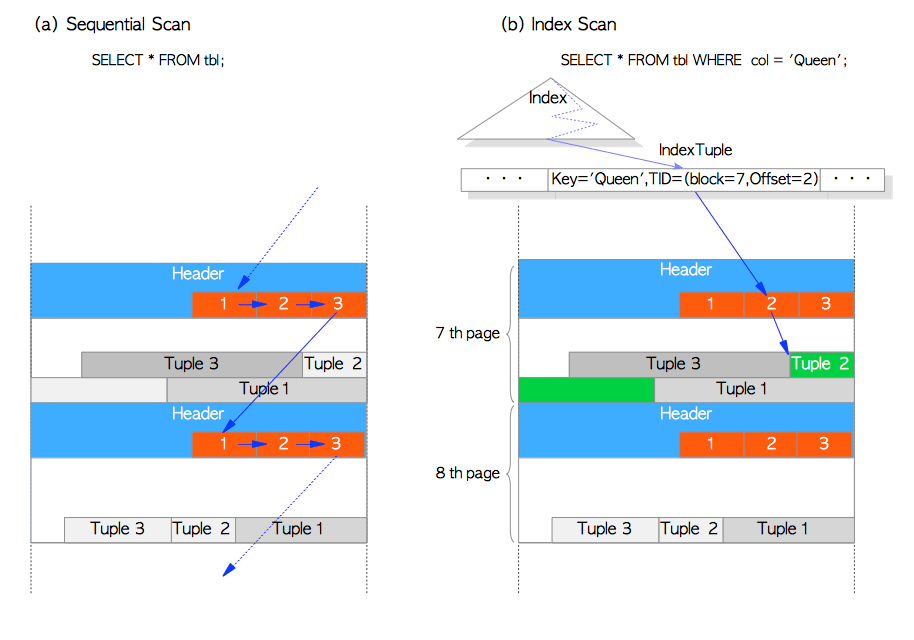 (a) Sequential Scan
SELECT * FROM tbl;
Header
1 2 3
Tuple 3 Tuple 2
Tuple 1
Header
1 2 3
Tuple 3 Tuple 2 Tuple 1
(b) Index Scan
SELECT * FROM tbl WHERE col = 'Queen';
Index
IndexTuple
・・・ Key='Queen',TID=(block=7,Offset=2) ・・・
7 th page
Header
1 2 3
Tuple 3 Tuple 2
Tuple 1
8 th page
Header
1 2 3
Tuple 3 Tuple 2 Tuple 1